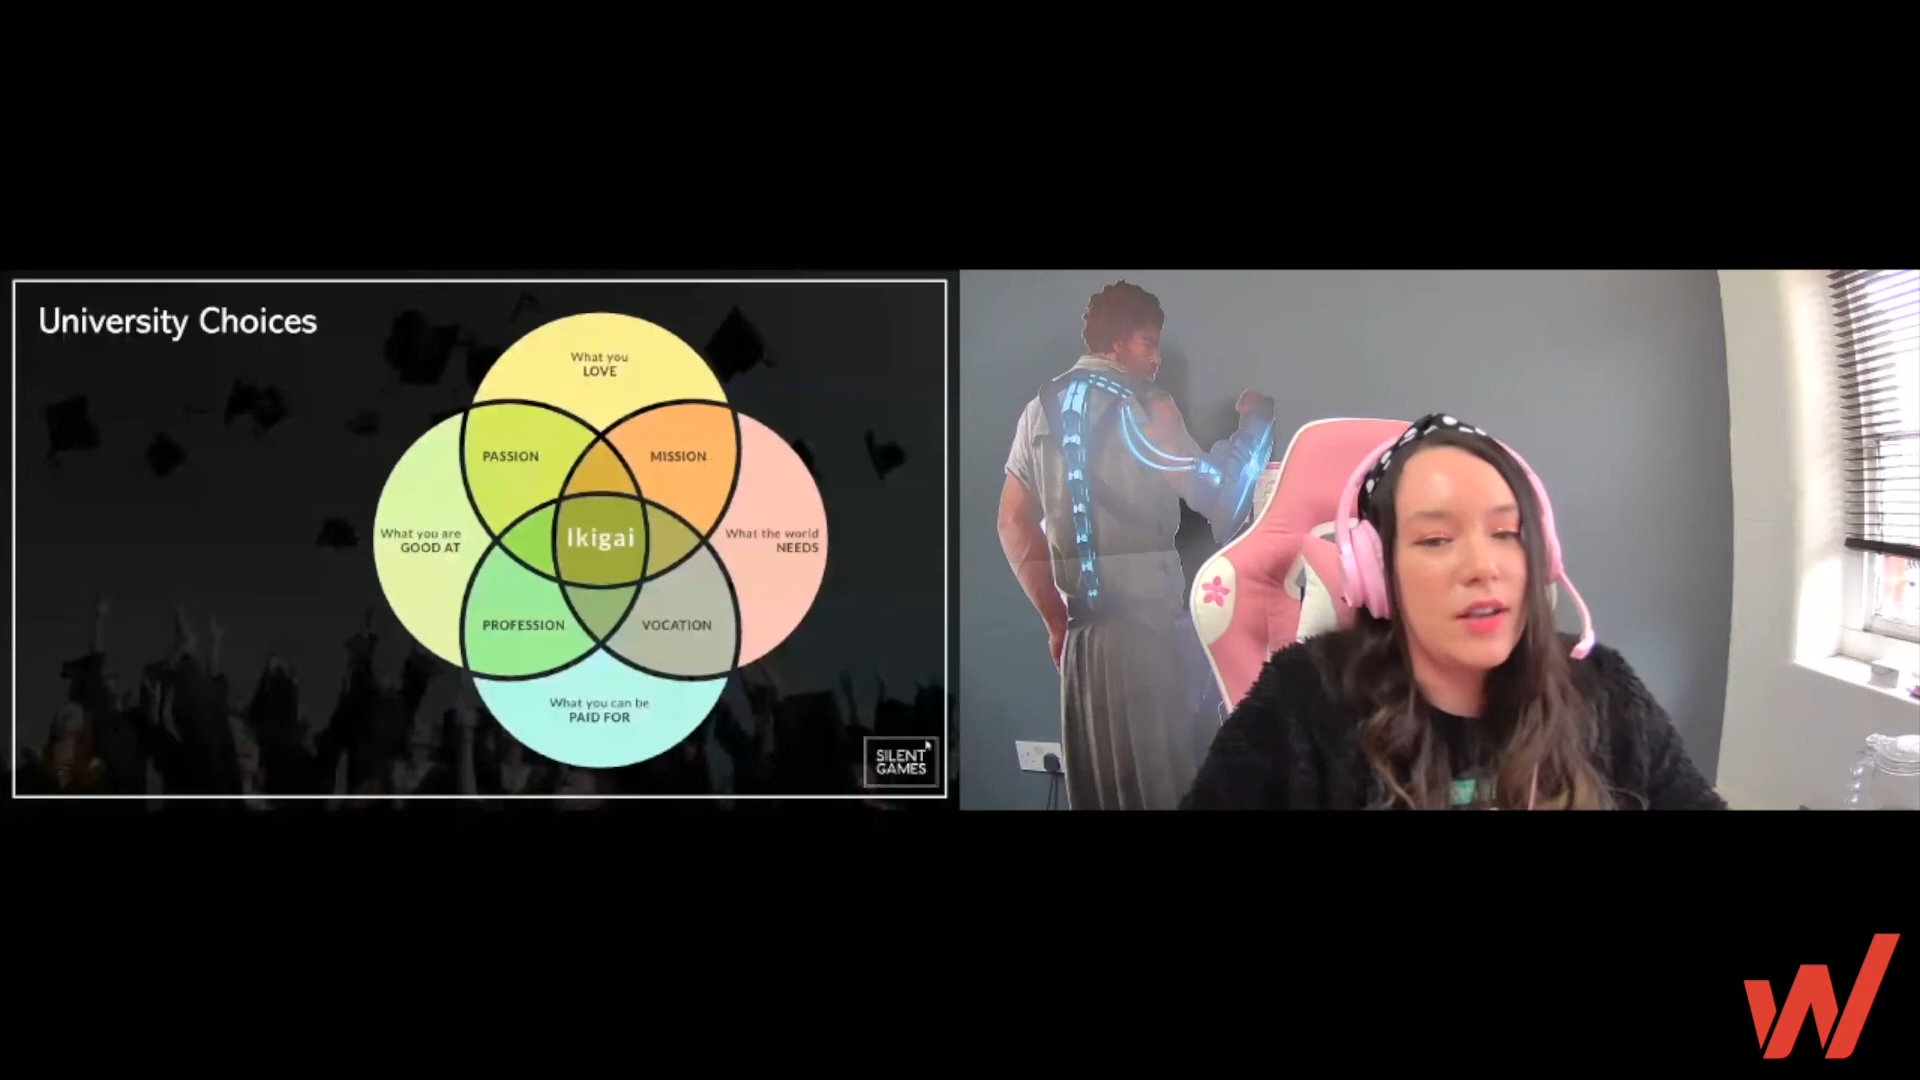 University Choices
What you
LOVE
PASSION
MISSION
What you are
GOOD AT
Ikigai
What the world
NEEDS
PROFESSION
VOCATION
What you can be
PAID FOR
SILENT
GAMES